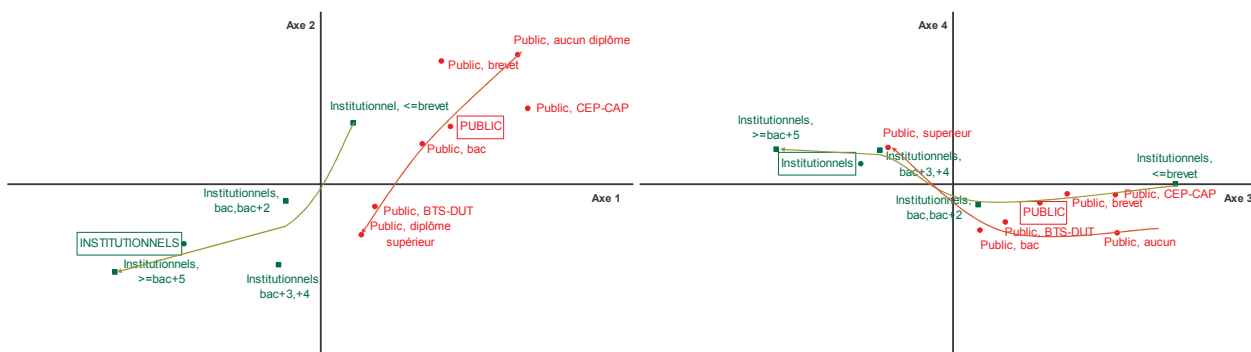 Axe 2
Public, aucun diplôme
Public, brevet
Institutionnel, <=brevet
Public, CEP-CAP
PUBLIC
Public, bac
Axe 1
Institutionnels,
bac,bac+2
Public, BTS-DUT
Public, diplôme
supérieur
INSTITUTIONNELS
Institutionnels,
>=bac+5
Institutionnels,
bac+3,+4
Axe 4
Institutionnels,
>=bac+5
Public, superieur
Institutionnels
Institutionnels,
bac+3,+4
Institutionnels,
<=brevet
Axe 3
Public, CEP-CAP
Public, brevet
Institutionnels,
bac,bac+2
PUBLIC
Public, BTS-DUT
Public, bac
Public, aucun